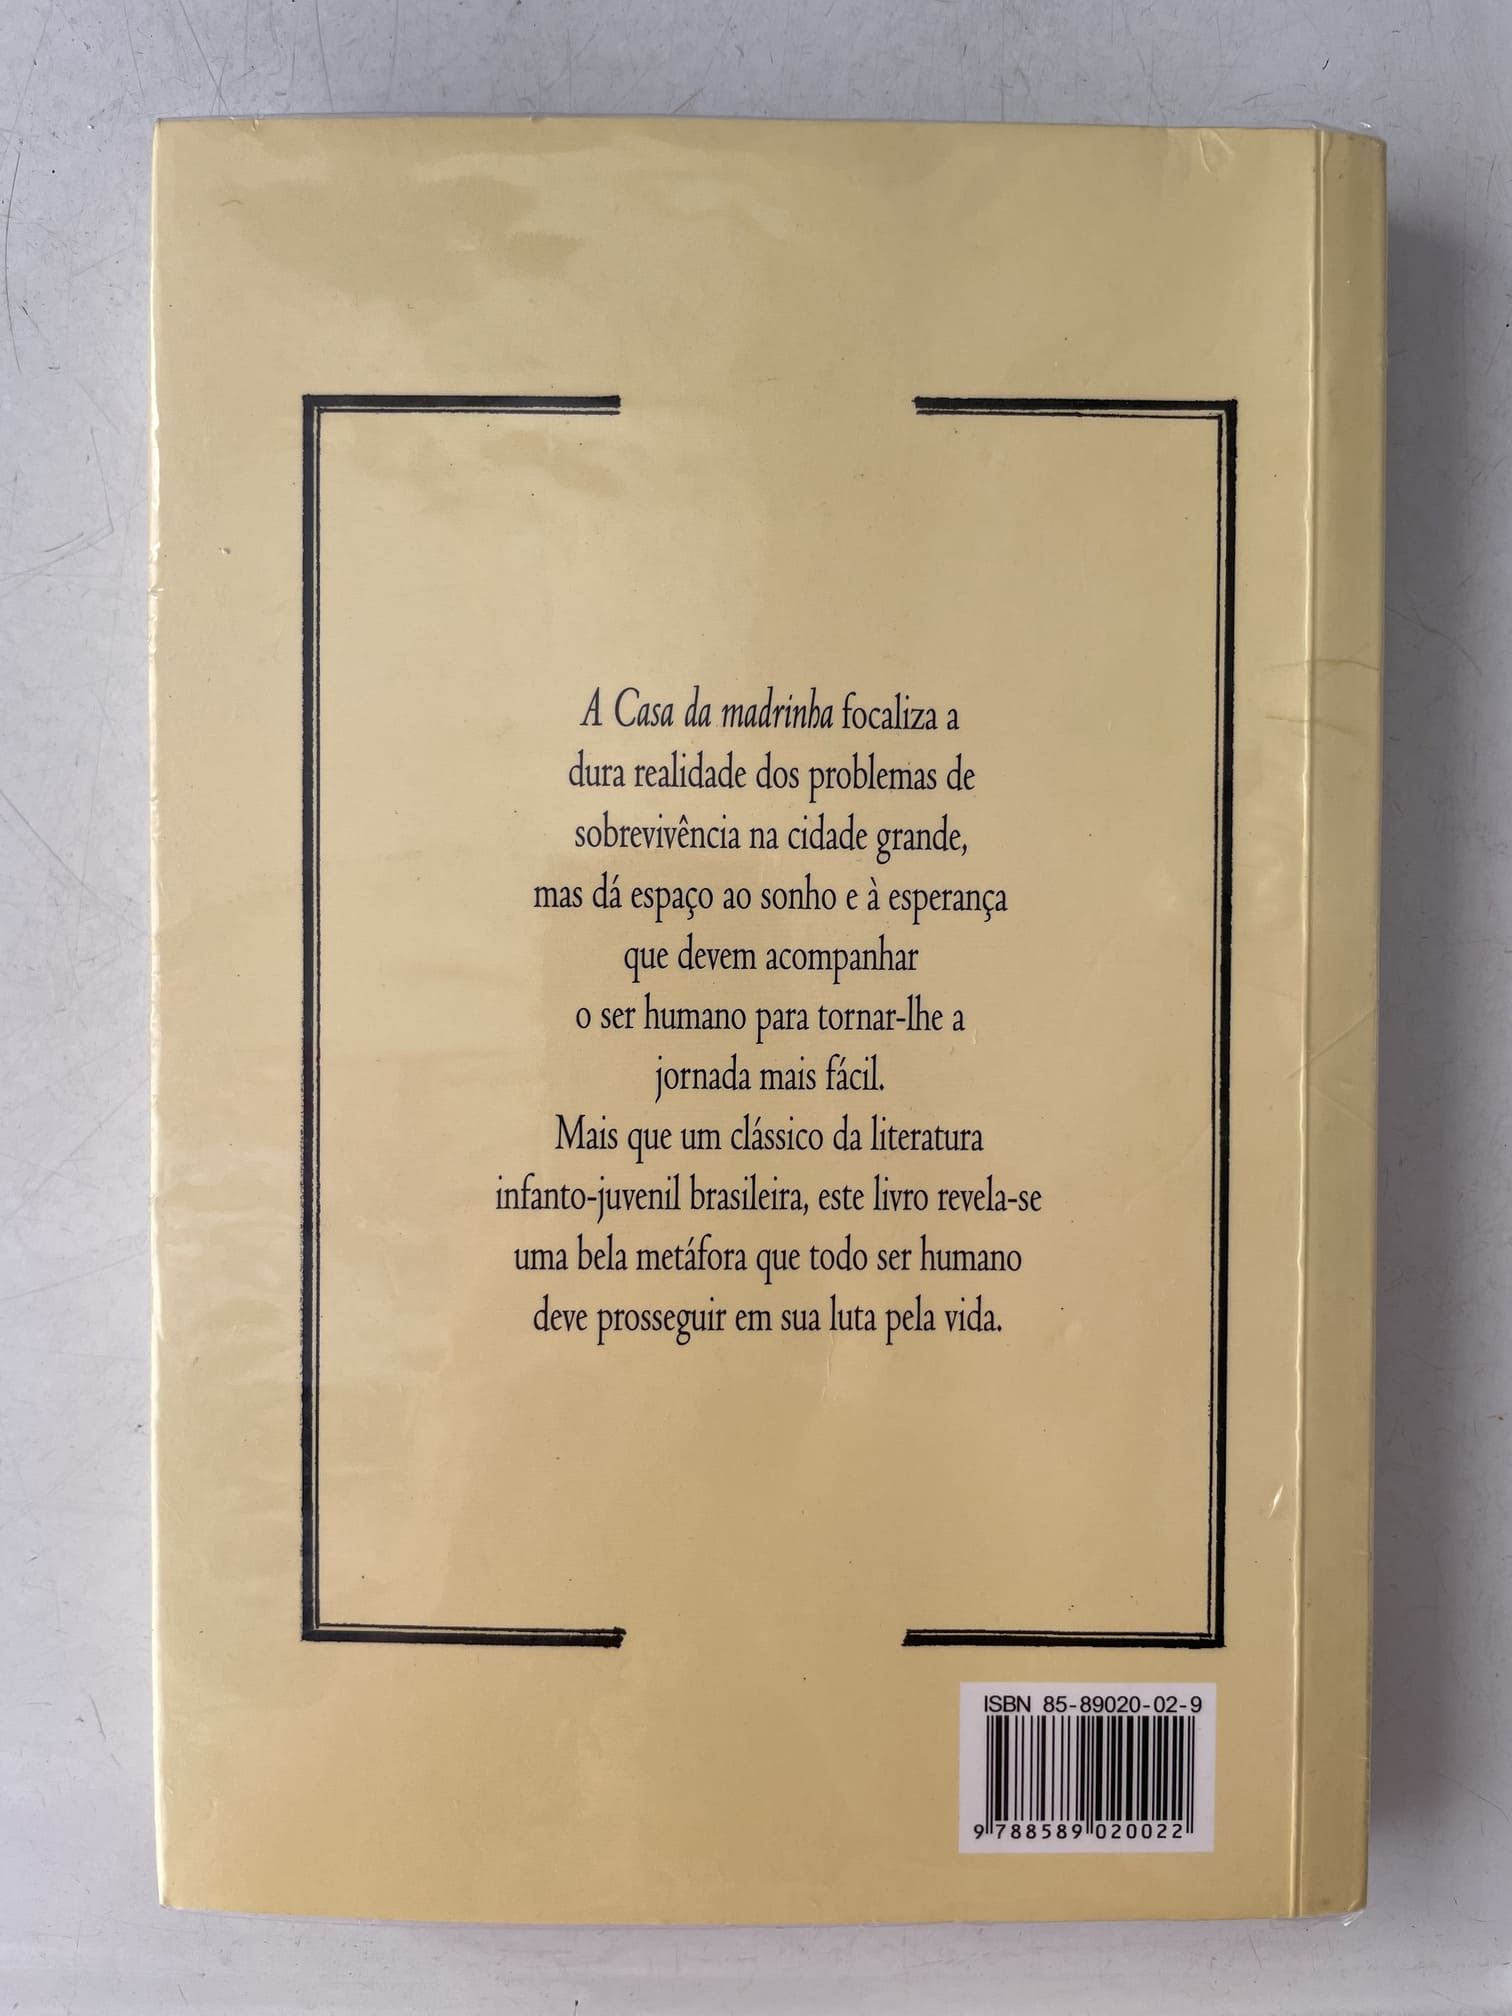 A Casa da madrinha focaliza a
dura realidade dos problemas de
sobrevivência na cidade grande,
mas dá espaço ao sonho e à esperança
que devem acompanhar
o ser humano para tornar-lhe a
jornada mais fácil.
Mais que um clássico da literatura
infanto-juvenil brasileira, este livro revela-se
uma bela metáfora que todo ser humano
deve prosseguir em sua luta pela vida.
ISBN 85-89020-02-9
9 788589 020022